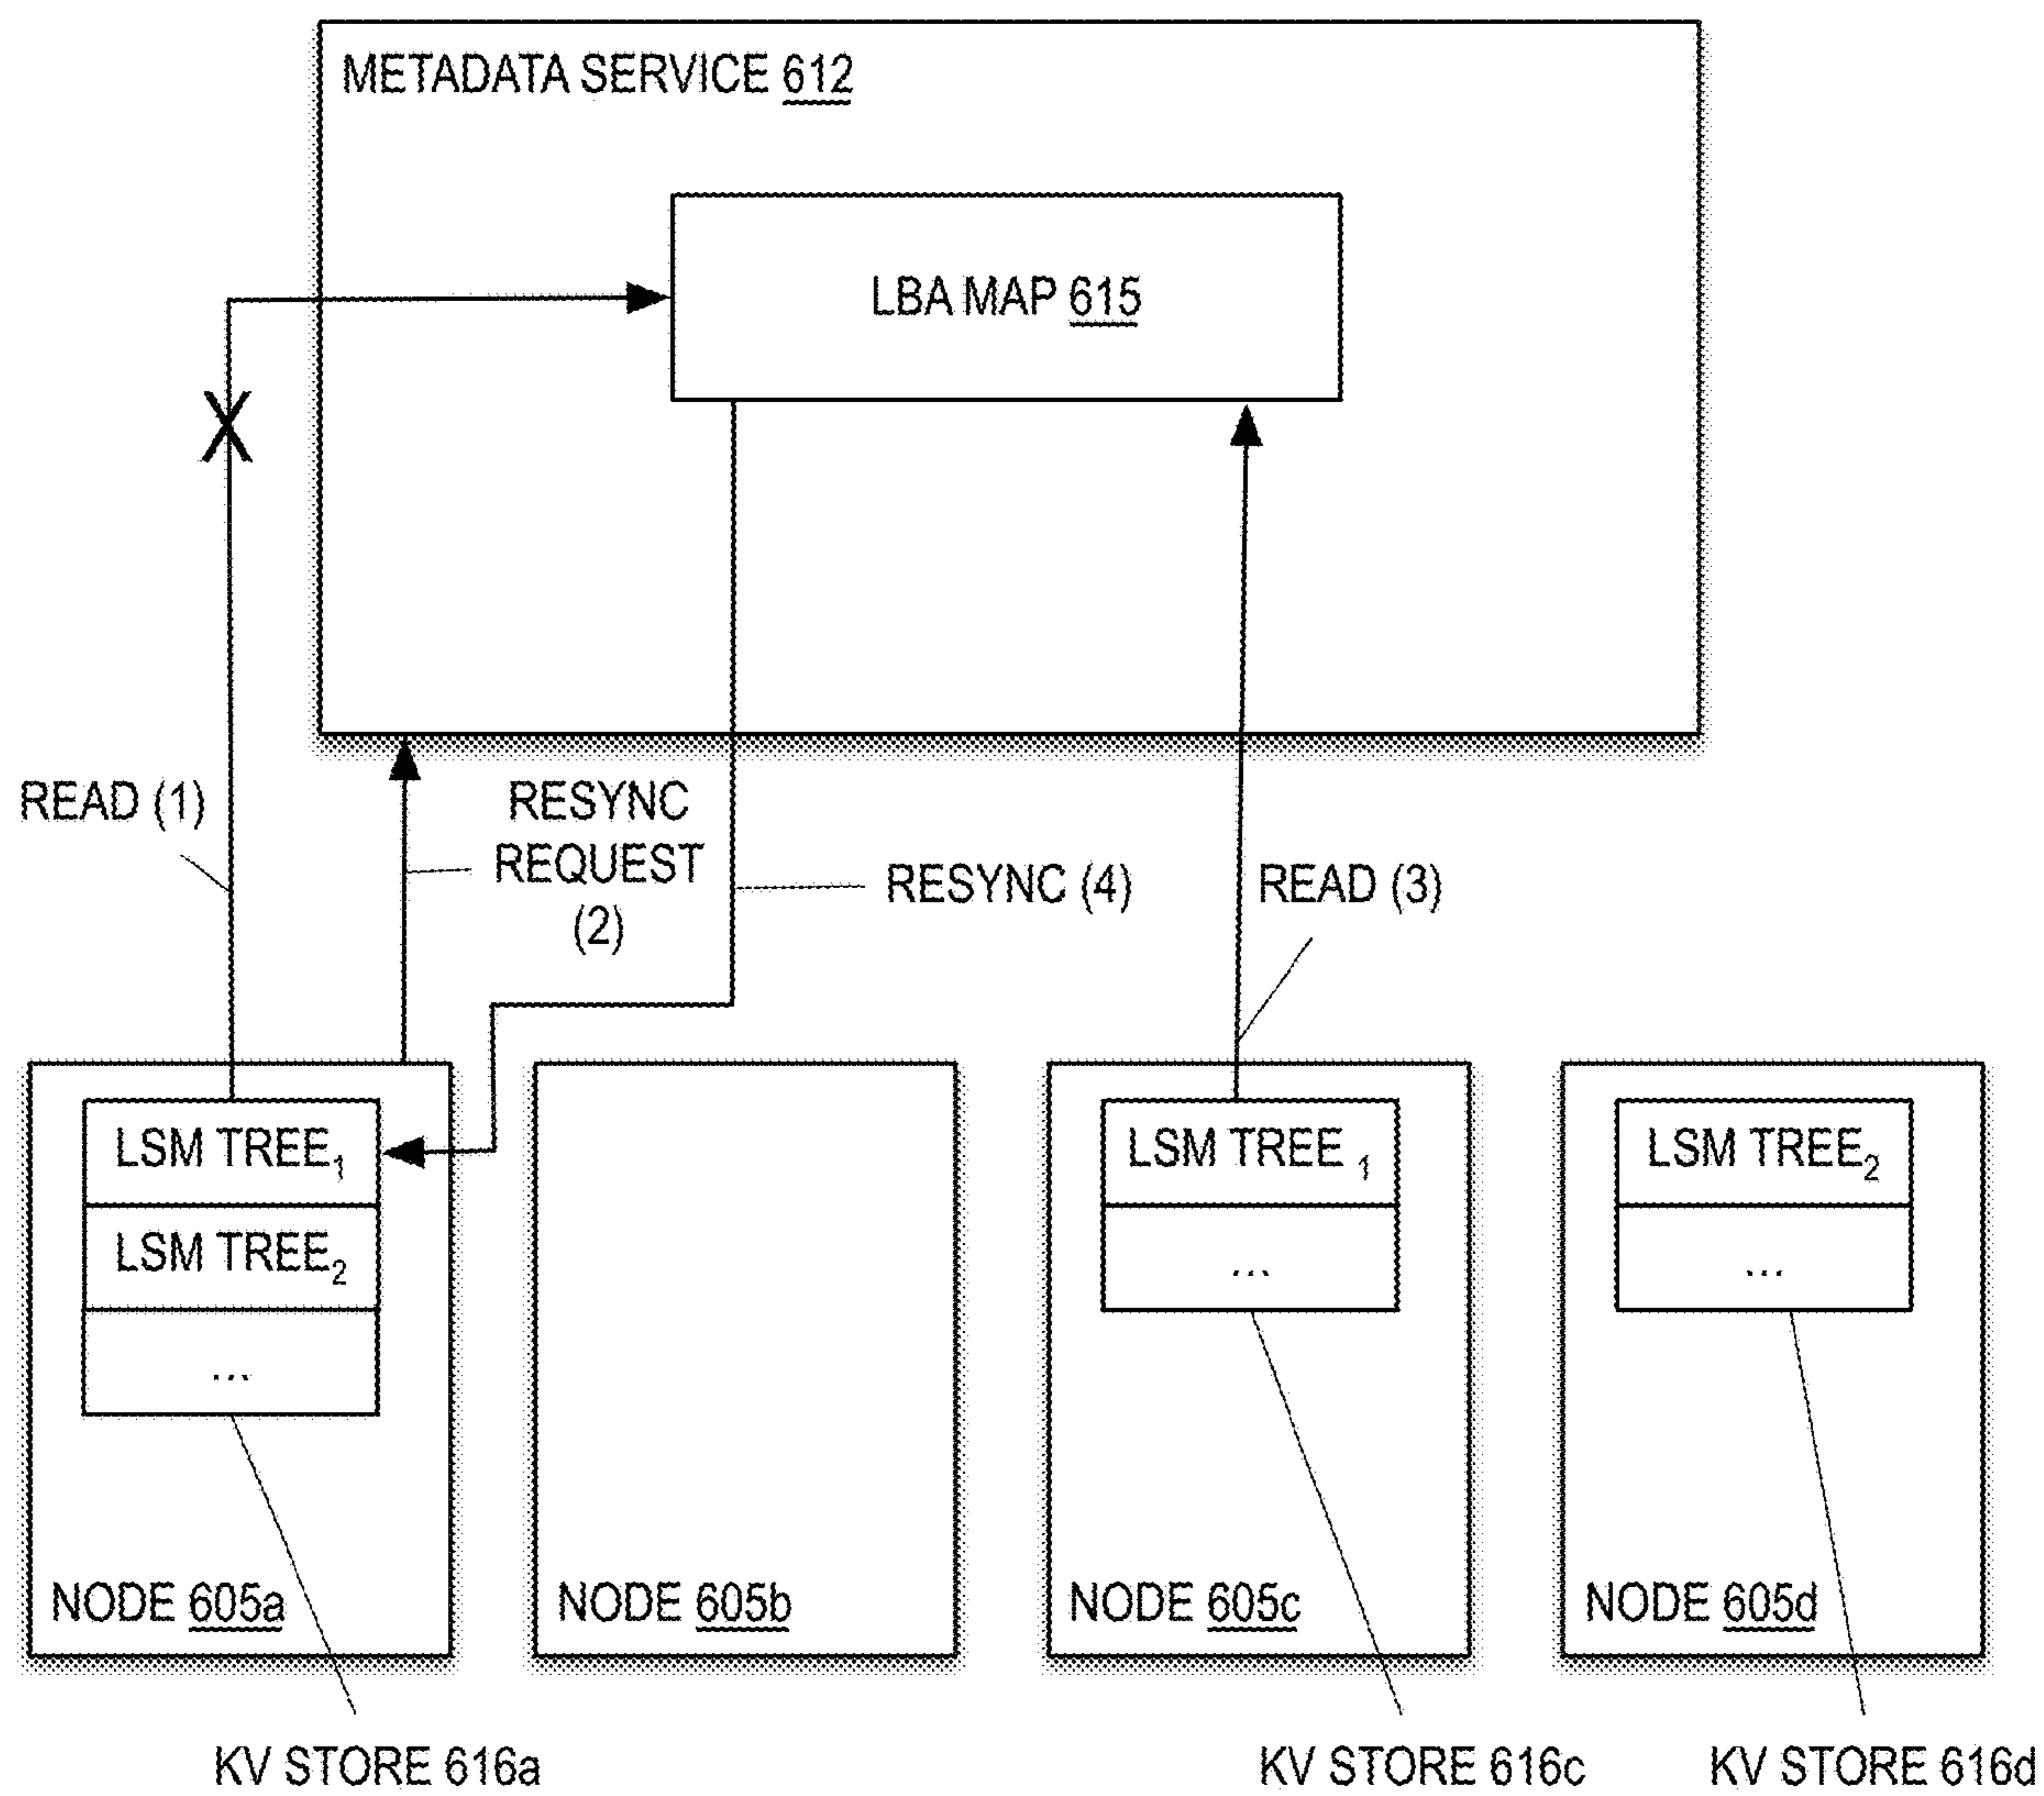 METADATA SERVICE 612
LBA MAP 615
X
READ (1)
RESYNC
REQUEST
(2)
RESYNC (4)
READ (3)
LSM TREE1
LSM TREE2
...
NODE 605a
NODE 605b
LSM TREE 1
...
NODE 605c
LSM TREE2
...
NODE 605d
KV STORE 616a
KV STORE 616c
KV STORE 616d